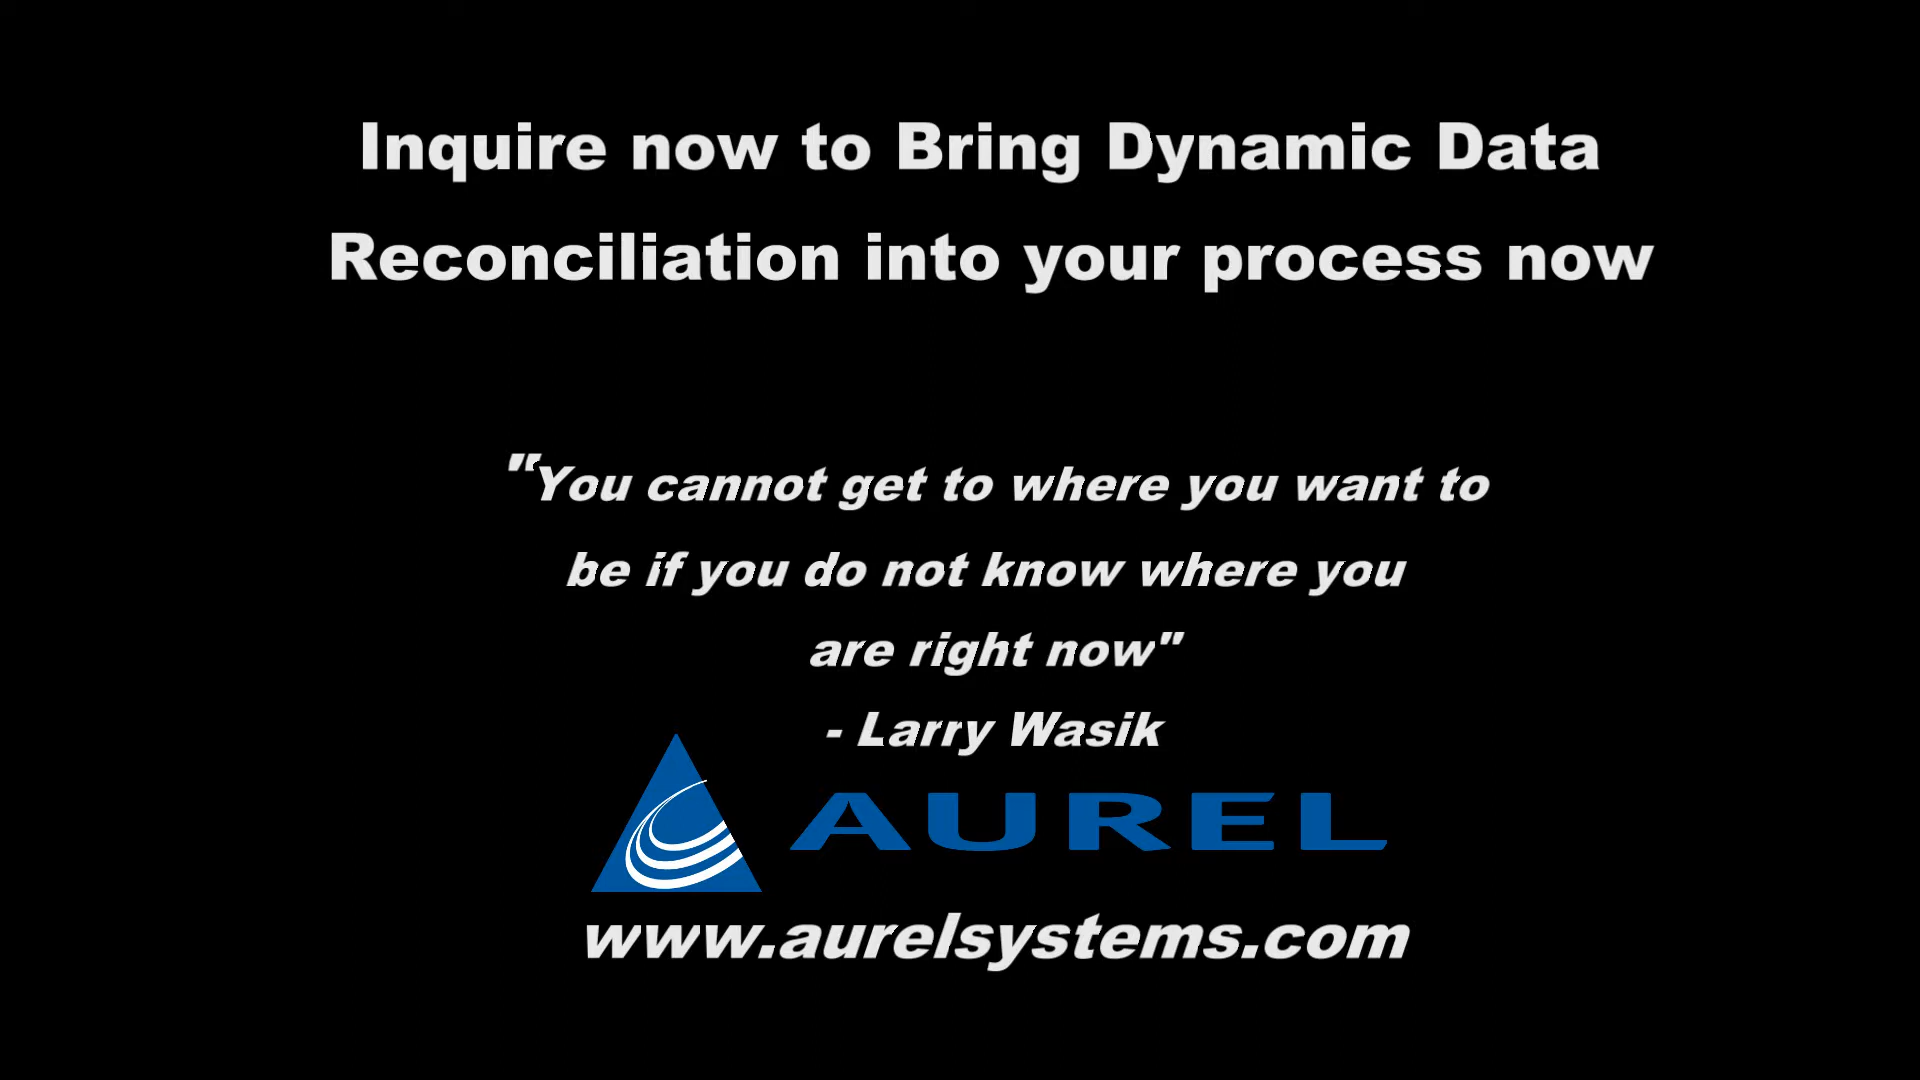 Inquire now to Bring Dynamic Data
Reconciliation into your process now
"You cannot get to where you want to
be if you do not know where you
are right now"
- Larry Wasik
AUREL
www.aurelsystems.com